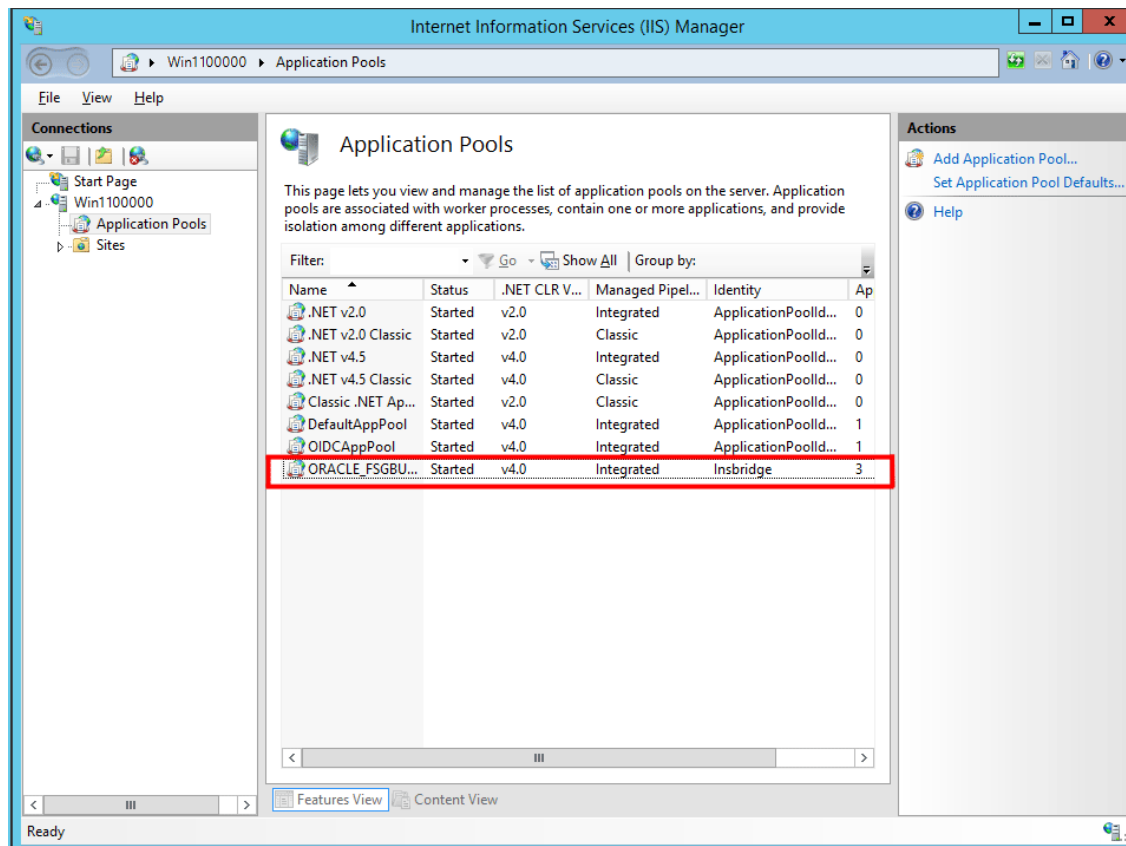 Internet Information Services (IIS) Manager
Win1100000 Application Pools
File View Help
Connections
Start Page
Win1100000
Application Pools
Sites
Application Pools
This page lets you view and manage the list of application pools on the server. Application
pools are associated with worker processes, contain one or more applications, and provide
isolation among different applications.
Filter: Go Show All Group by:
Name Status .NET CLR V... Managed Pipel... Identity Ap
.NET v2.0 Started v2.0 Integrated ApplicationPoolId... 0
.NET v2.0 Classic Started v2.0 Classic ApplicationPoolId... 0
.NET v4.5 Started v4.0 Integrated ApplicationPoolId... 0
.NET v4.5 Classic Started v4.0 Classic ApplicationPoolId... 0
Classic .NET Ap... Started v2.0 Classic ApplicationPoolId... 0
DefaultAppPool Started v4.0 Integrated ApplicationPoolId... 1
OIDCAppPool Started v4.0 Integrated ApplicationPoolId... 1
ORACLE_FSGBU... Started v4.0 Integrated Insbridge 3
Features View Content View
Actions
Add Application Pool...
Set Application Pool Defaults...
Help
Ready